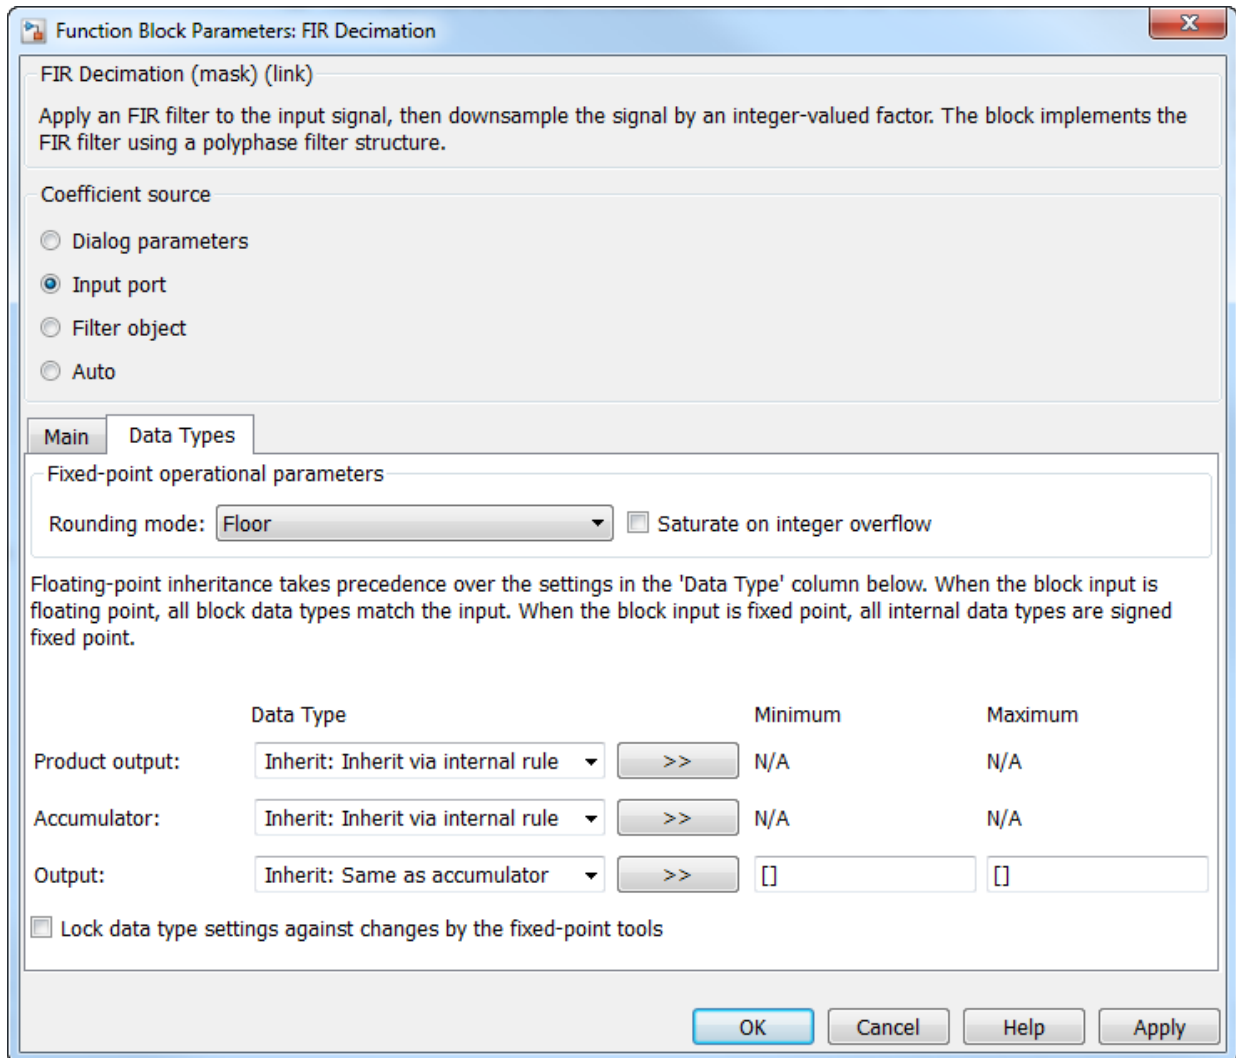 Function Block Parameters: FIR Decimation
X
FIR Decimation (mask) (link)
Apply an FIR filter to the input signal, then downsample the signal by an integer-valued factor. The block implements the
FIR filter using a polyphase filter structure.
Coefficient source
Dialog parameters
Input port
Filter object
Auto
Main Data Types
Fixed-point operational parameters
Rounding mode: Floor Saturate on integer overflow
Floating-point inheritance takes precedence over the settings in the 'Data Type' column below. When the block input is
floating point, all block data types match the input. When the block input is fixed point, all internal data types are signed
fixed point.
Data Type Minimum Maximum
Product output: Inherit: Inherit via internal rule >> N/A N/A
Accumulator: Inherit: Inherit via internal rule >> N/A N/A
Output: Inherit: Same as accumulator >> [] []
Lock data type settings against changes by the fixed-point tools
OK Cancel Help Apply